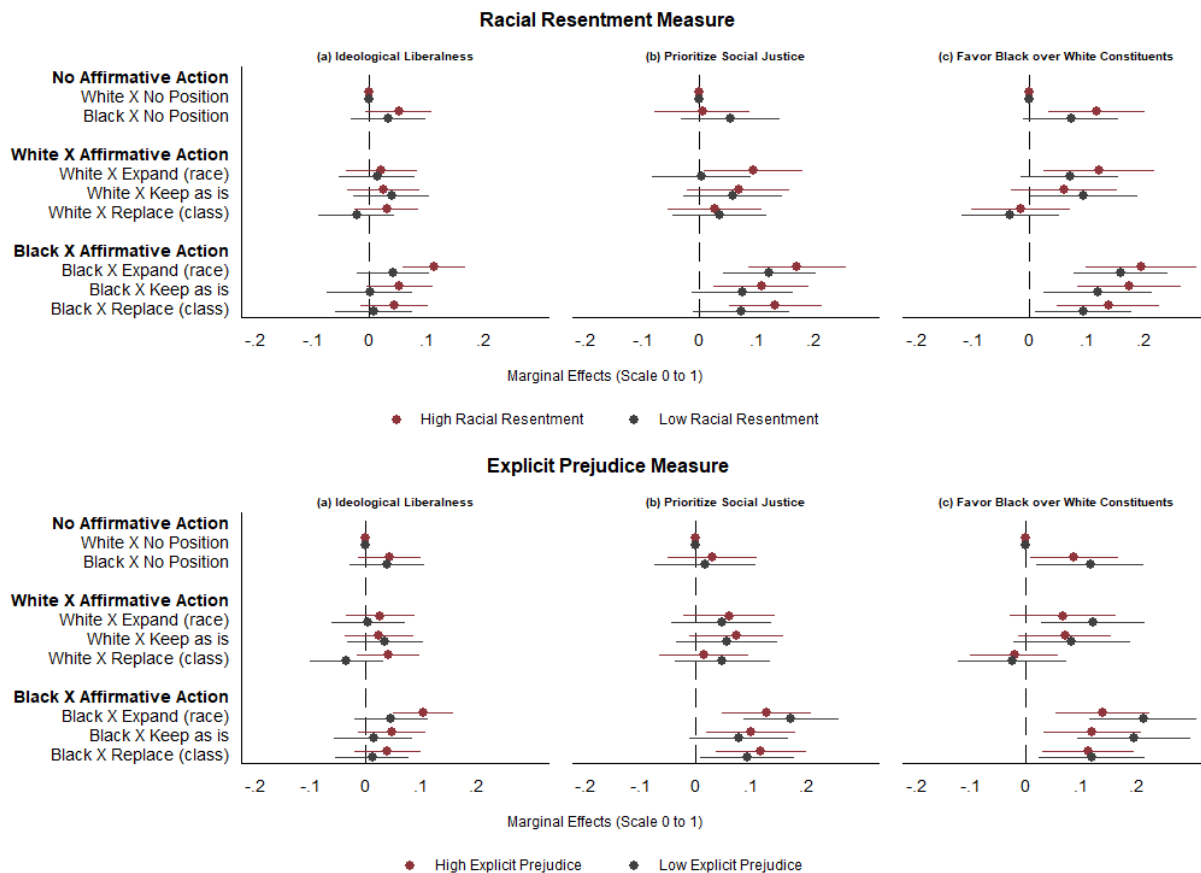 Racial Resentment Measure
(a) Ideological Liberalness
(b) Prioritize Social Justice
(c) Favor Black over White Constituents
No Affirmative Action
White X No Position
Black X No Position
White X Affirmative Action
White X Expand (race)
White X Keep as is
White X Replace (class)
Black X Affirmative Action
Black X Expand (race)
Black X Keep as is
Black X Replace (class)
-.2 0 .1 .2 -.2 0 .1 .2 -.2 0 .1 .2
Marginal Effects (Scale 0 to 1)
High Racial Resentment Low Racial Resentment
Explicit Prejudice Measure
(a) Ideological Liberalness
(b) Prioritize Social Justice
(c) Favor Black over White Constituents
No Affirmative Action
White X No Position
Black X No Position
White X Affirmative Action
White X Expand (race)
White X Keep as is
White X Replace (class)
Black X Affirmative Action
Black X Expand (race)
Black X Keep as is
Black X Replace (class)
-.2 0 .1 .2 -.2 0 .1 .2 -.2 0 .1 .2
Marginal Effects (Scale 0 to 1)
High Explicit Prejudice Low Explicit Prejudice